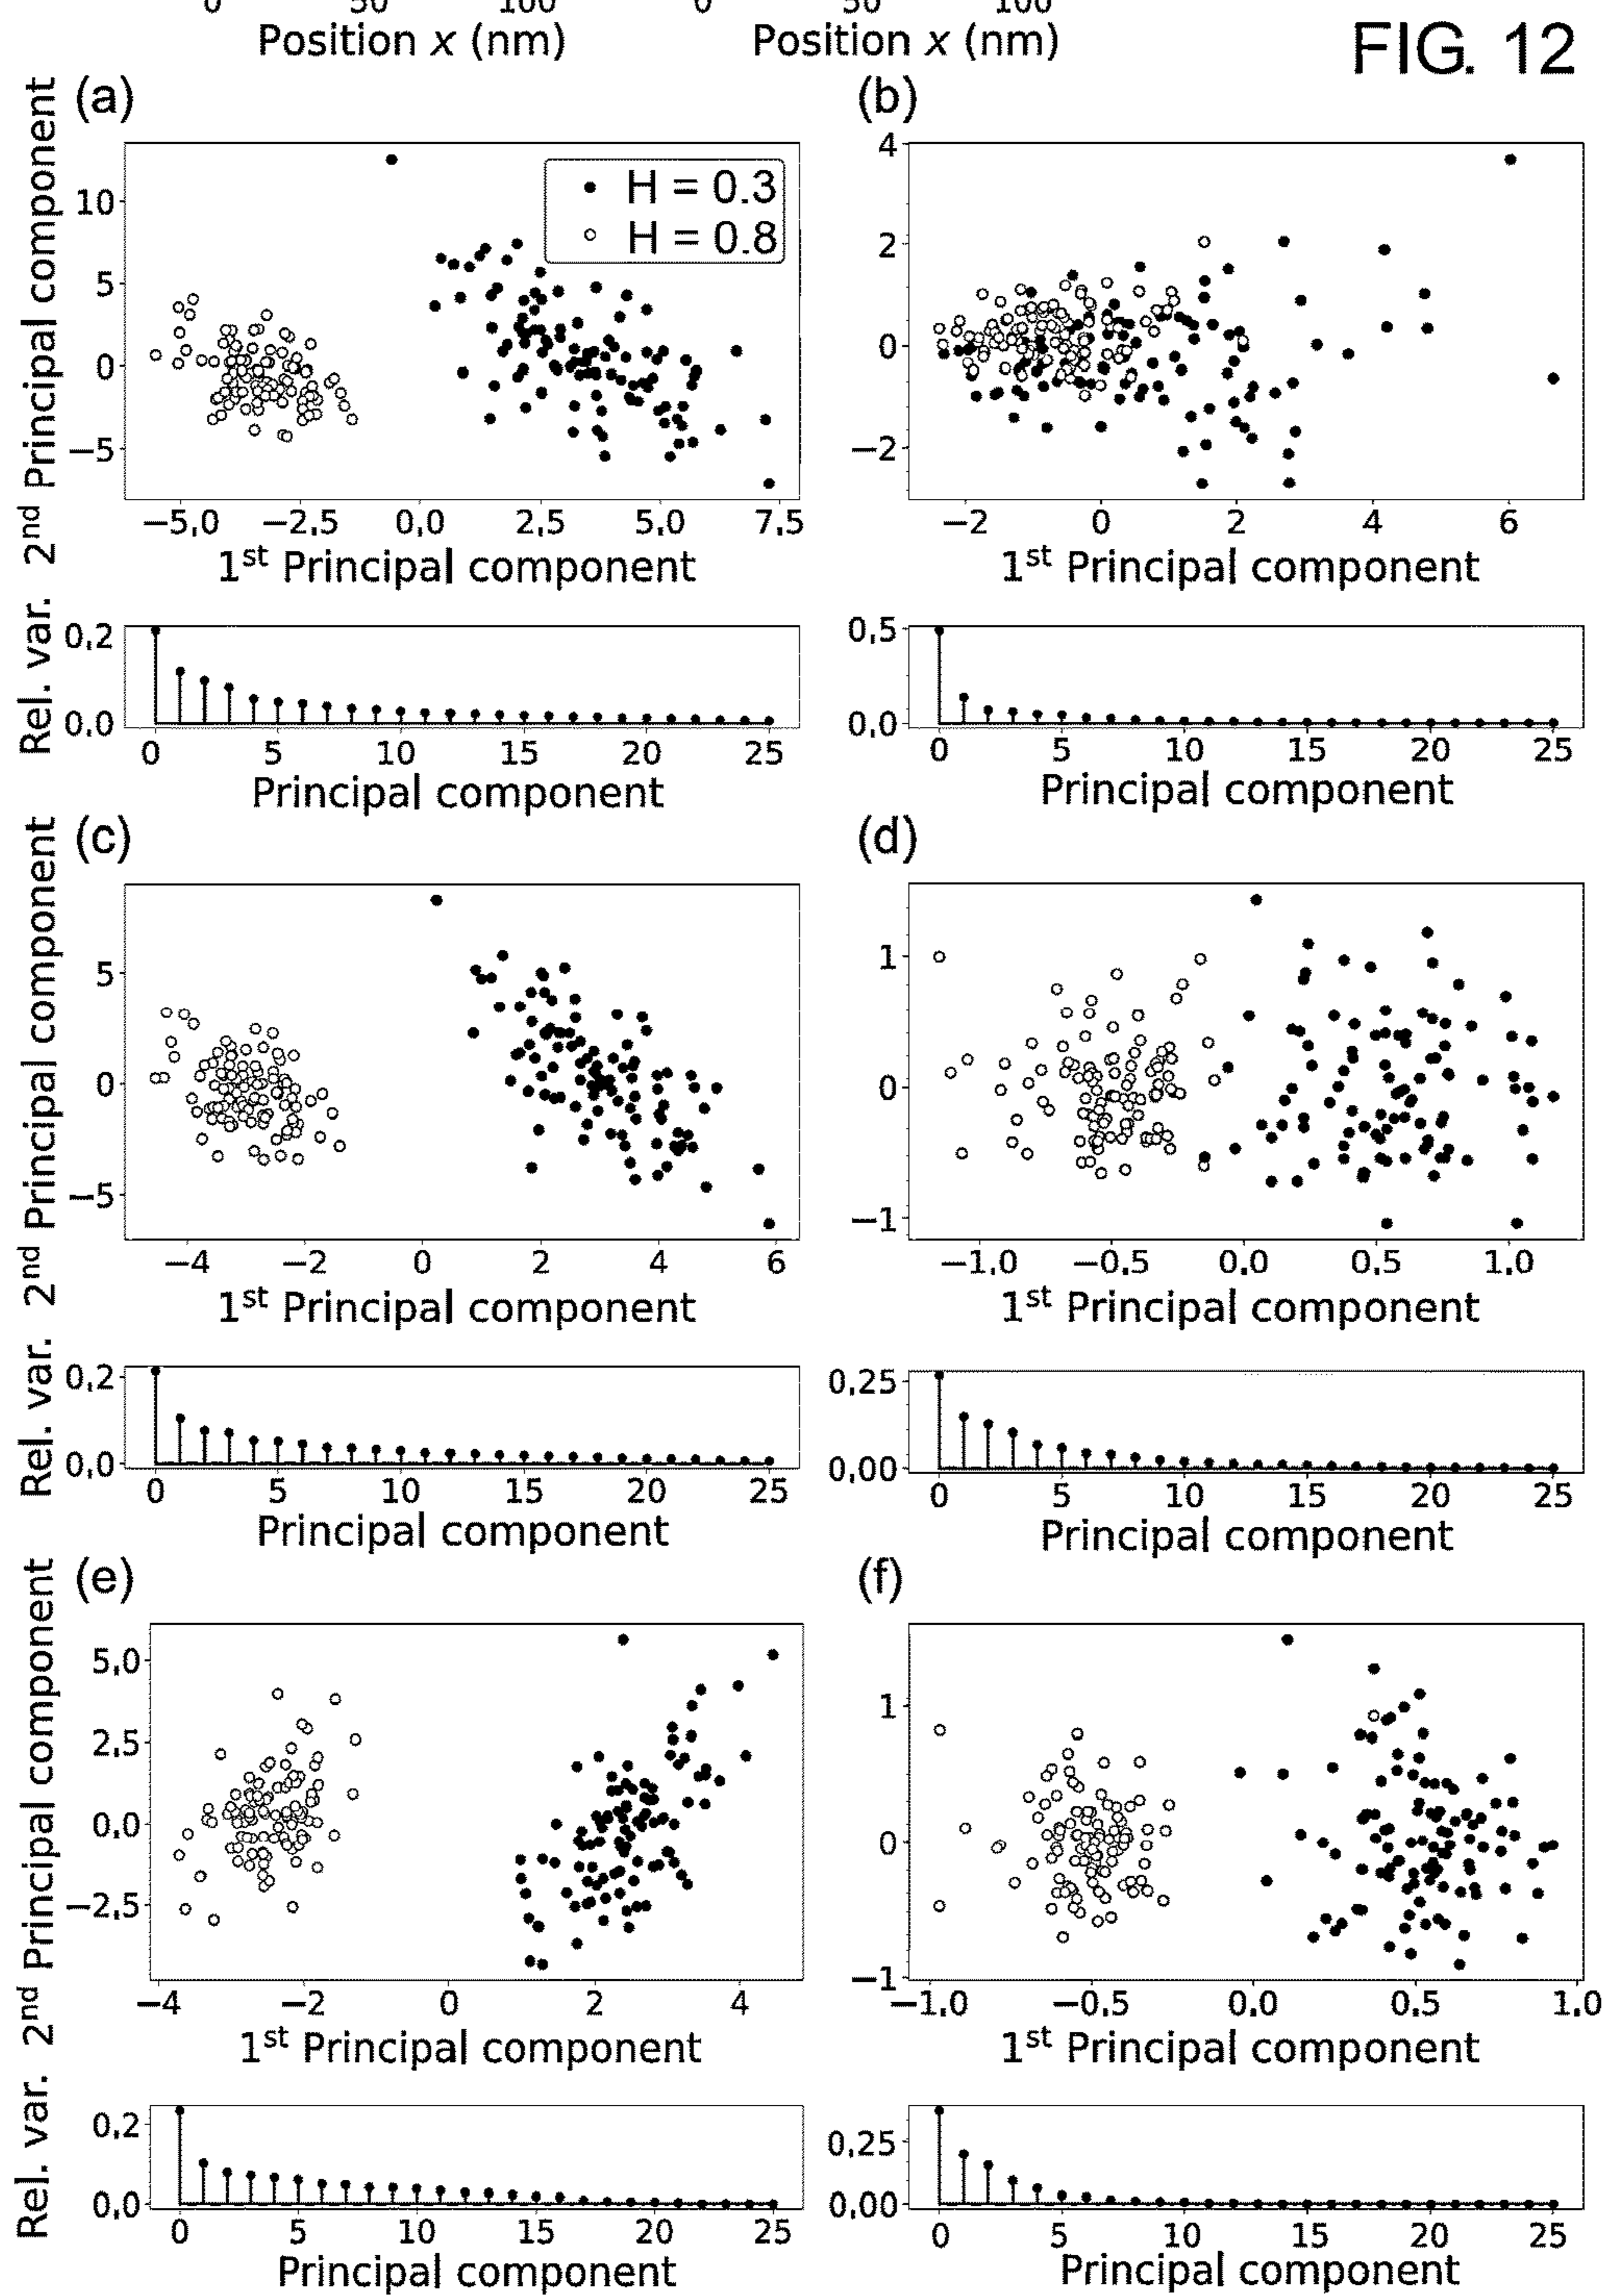 0 50 100 0 50 100
Position x (nm) Position x (nm)
FIG. 12
(a)
2nd Principal component
10
5
0
−5
H = 0.3
H = 0.8
−5.0 −2.5 0.0 2.5 5.0 7.5
1st Principal component
Rel. var.
0.2
0.0
0 5 10 15 20 25
Principal component
(b)
4
2
0
−2
−2 0 2 4 6
1st Principal component
0.5
0.0
0 5 10 15 20 25
Principal component
(c)
2nd Principal component
5
0
−5
−4 −2 0 2 4 6
1st Principal component
Rel. var.
0.2
0.0
0 5 10 15 20 25
Principal component
(d)
1
0
−1
−1.0 −0.5 0.0 0.5 1.0
1st Principal component
0.25
0.00
0 5 10 15 20 25
Principal component
(e)
2nd Principal component
5.0
2.5
0.0
−2.5
−4 −2 0 2 4
1st Principal component
Rel. var.
0.2
0.0
0 5 10 15 20 25
Principal component
(f)
1
0
−1
−1.0 −0.5 0.0 0.5 1.0
1st Principal component
0.25
0.00
0 5 10 15 20 25
Principal component